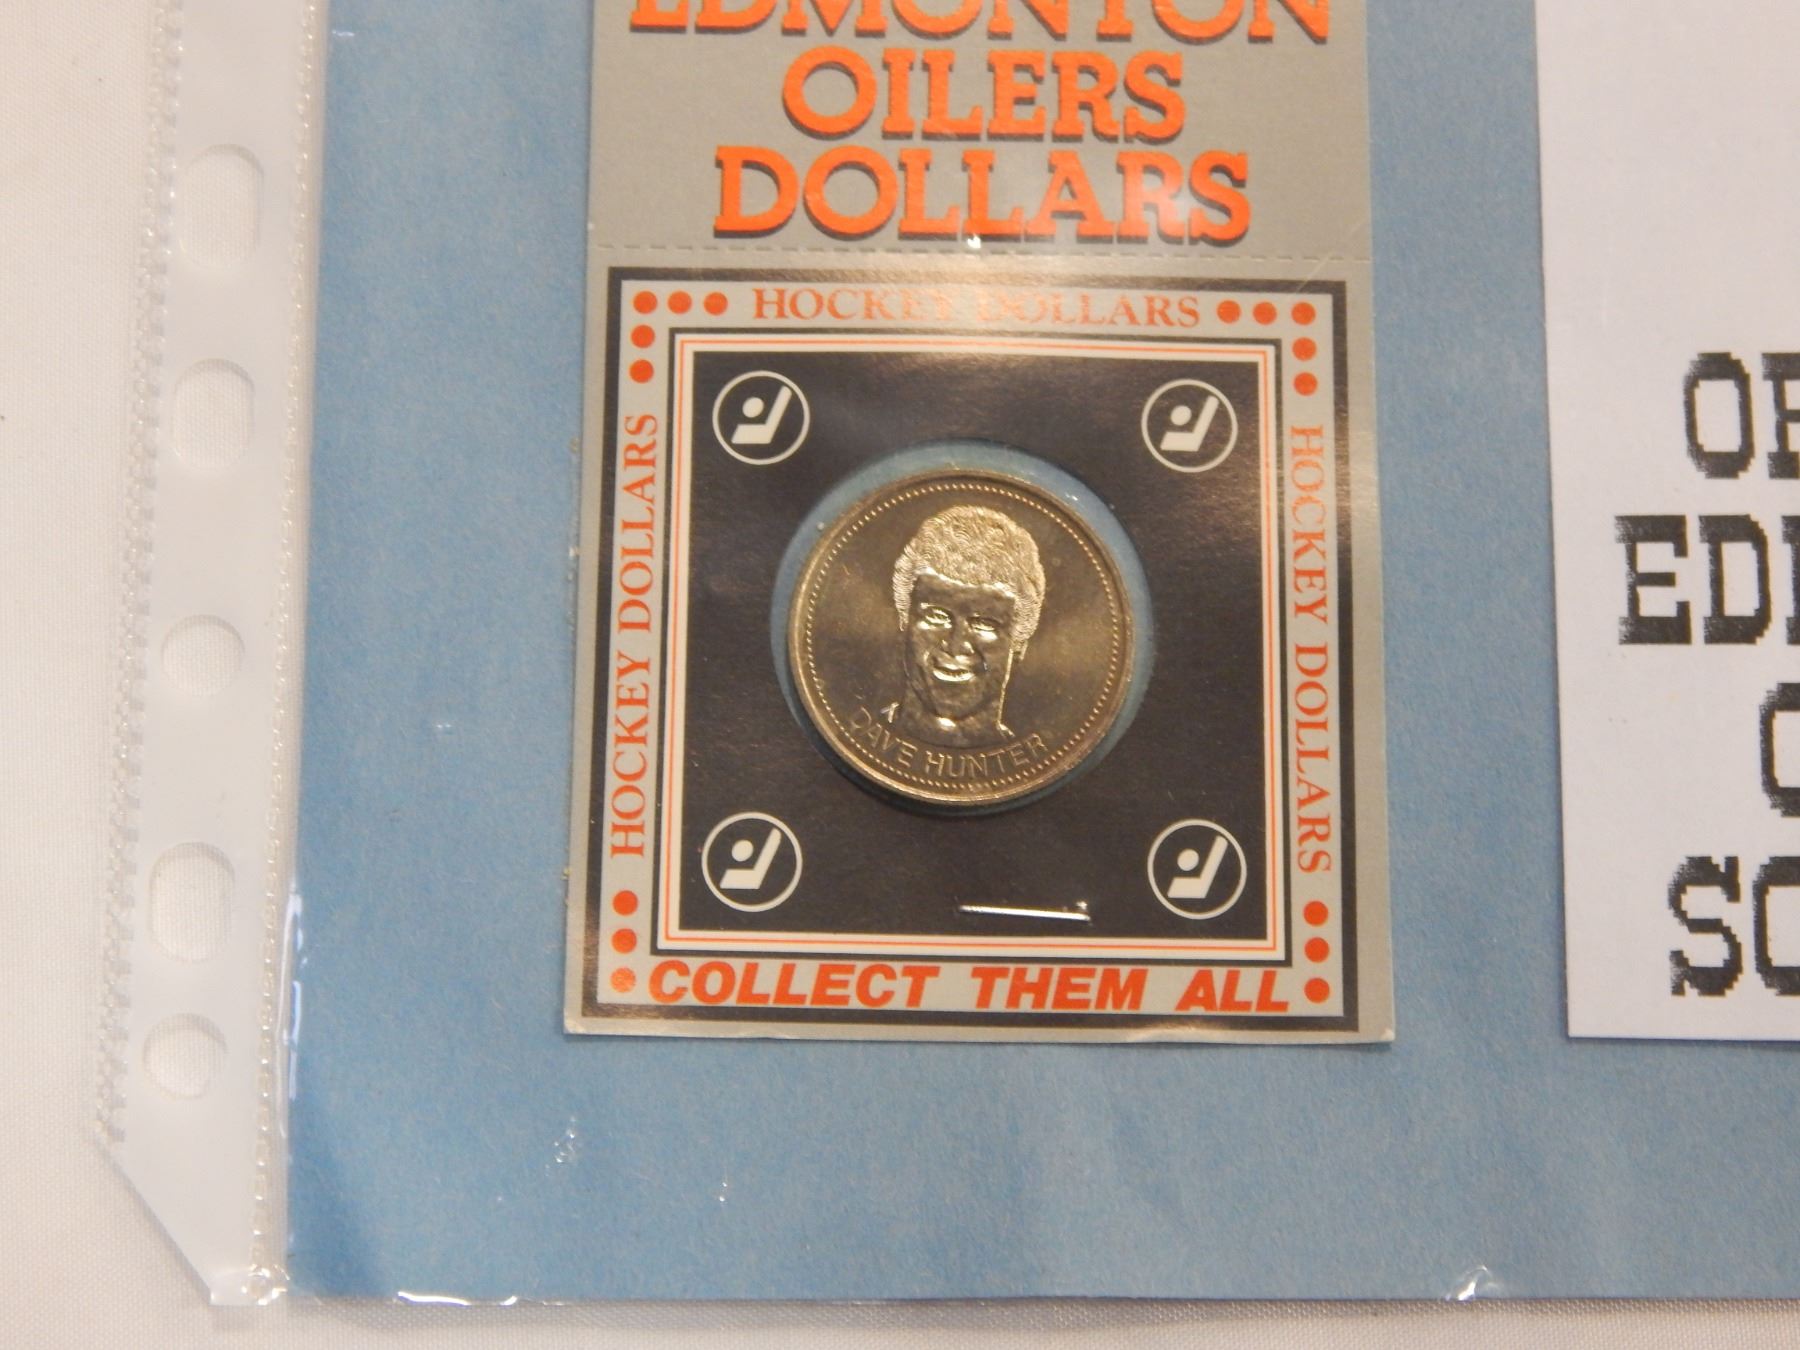 EDMONTON
OILERS
DOLLARS
HOCKEY DOLLARS
HOCKEY DOLLARS
HOCKEY DOLLARS
DAVE HUNTER
COLLECT THEM ALL